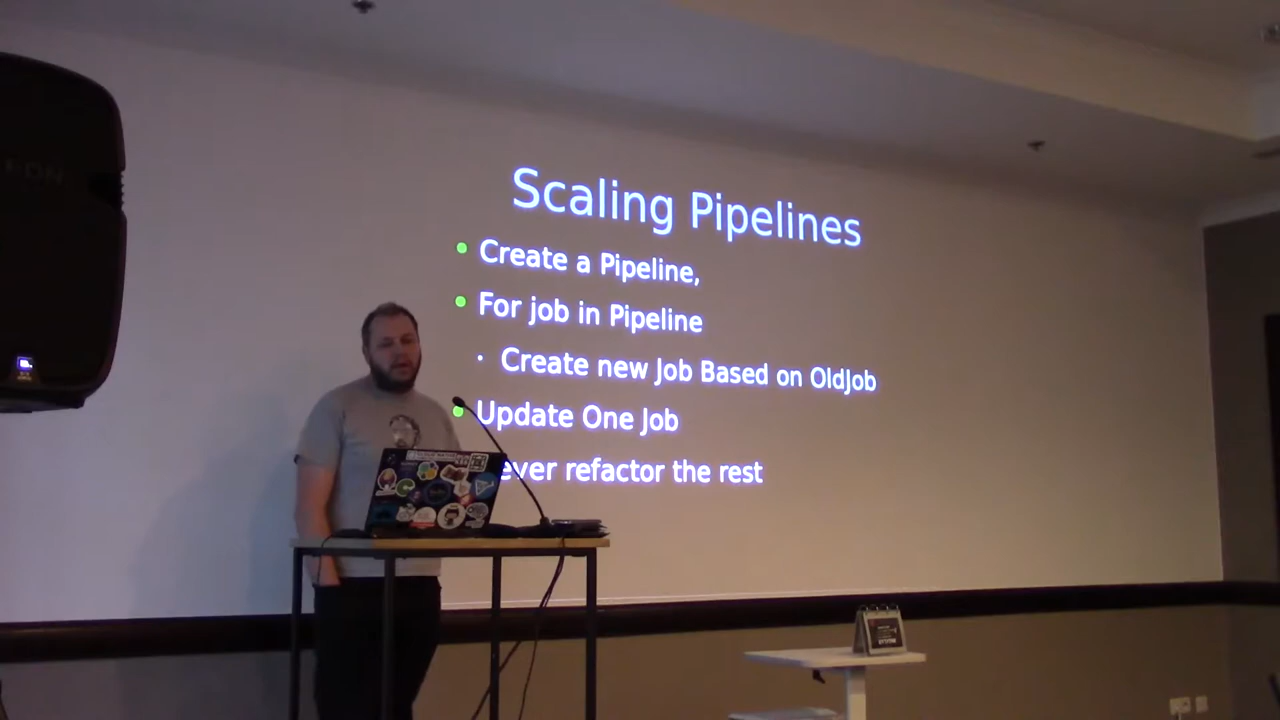 Scaling Pipelines
Create a Pipeline,
For job in Pipeline
Create new Job Based on OldJob
Update One Job
ever refactor the rest